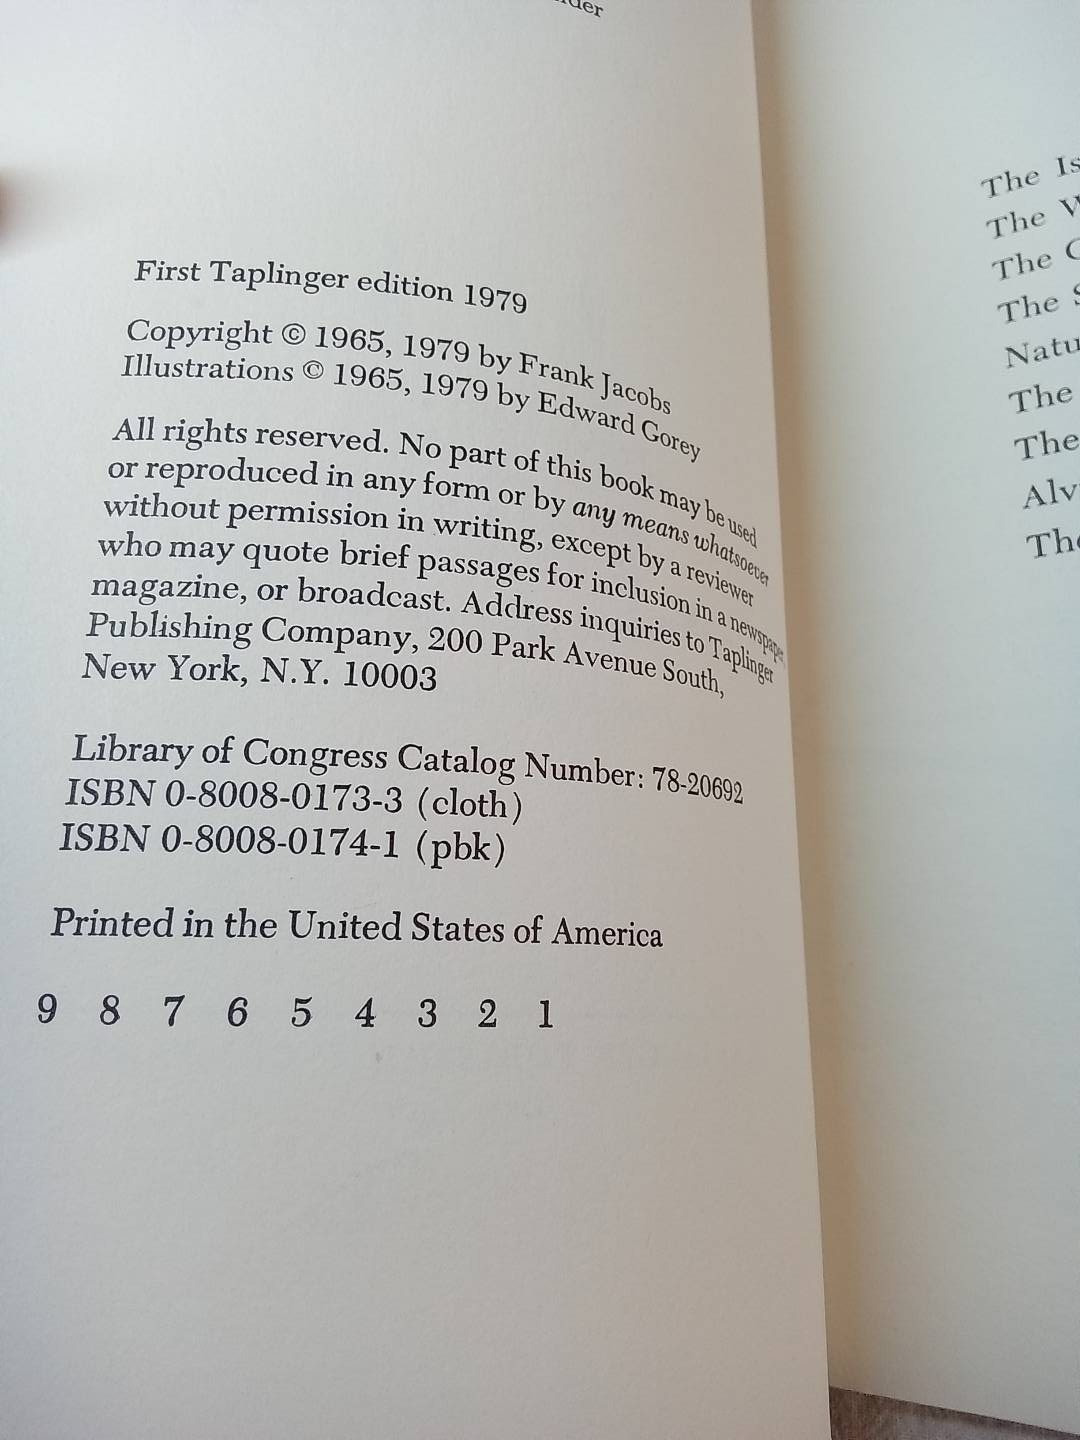 First Taplinger edition 1979
Copyright © 1965, 1979 by Frank Jacobs
Illustrations © 1965, 1979 by Edward Gorey
All rights reserved. No part of this book may be used
or reproduced in any form or by any means whatsoever
without permission in writing, except by a reviewer
who may quote brief passages for inclusion in a newspaper,
magazine, or broadcast. Address inquiries to Taplinger
Publishing Company, 200 Park Avenue South,
New York, N.Y. 10003
Library of Congress Catalog Number: 78-20692
ISBN 0-8008-0173-3 (cloth)
ISBN 0-8008-0174-1 (pbk)
Printed in the United States of America
9 8 7 6 5 4 3 2 1
The
The
The
The
The
The